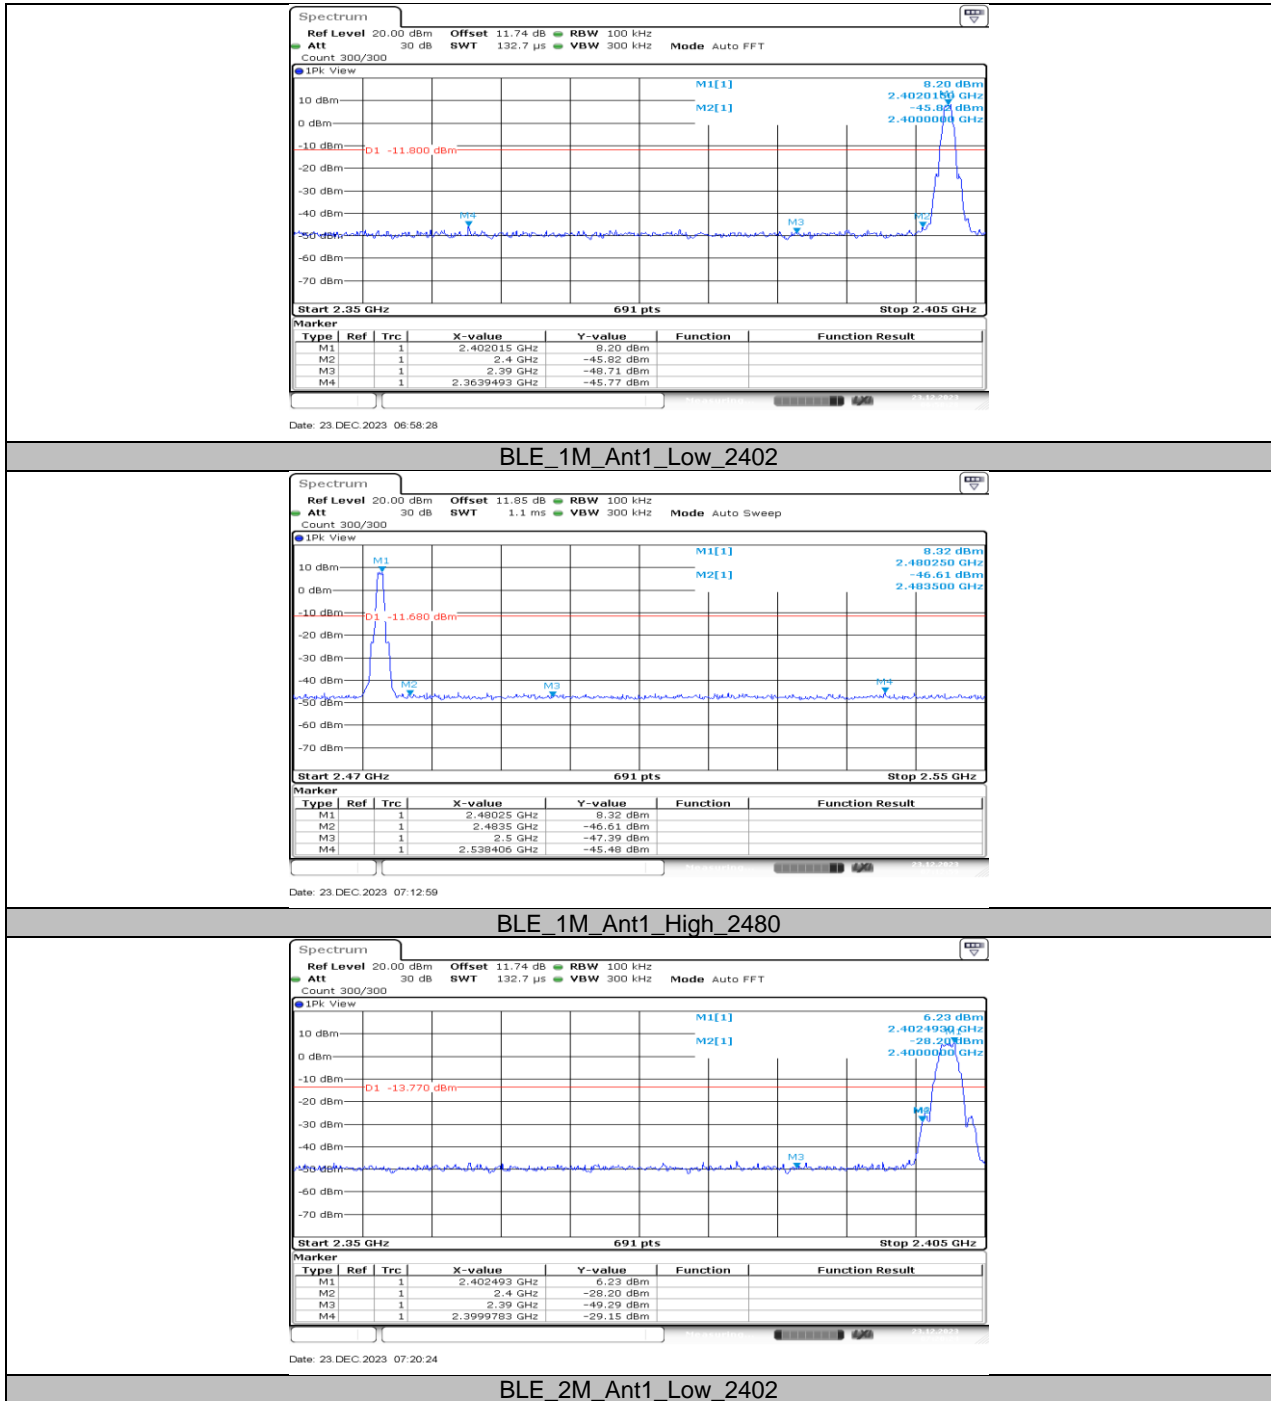 Spectrum
Ref Level 20.00 dBm Offset 11.74 dB RBW 100 kHz
Att 30 dB SWT 132.7 µs VBW 300 kHz Mode Auto FFT
Count 300/300
1Pk View
M1[1] 8.20 dBm
2.4020150 GHz
M2[1] -45.82 dBm
2.4000000 GHz
M1
10 dBm
0 dBm
-10 dBm
D1 -11.800 dBm
-20 dBm
-30 dBm
-40 dBm
M4 M3 M2
-50 dBm
-60 dBm
-70 dBm
Start 2.35 GHz 691 pts Stop 2.405 GHz
Marker
Type Ref Trc X-value Y-value Function Function Result
M1 1 2.402015 GHz 8.20 dBm
M2 1 2.4 GHz -45.82 dBm
M3 1 2.39 GHz -48.71 dBm
M4 1 2.3639493 GHz -45.77 dBm
Date: 23.DEC.2023 06:58:28
BLE_1M_Ant1_Low_2402
Spectrum
Ref Level 20.00 dBm Offset 11.85 dB RBW 100 kHz
Att 30 dB SWT 1.1 ms VBW 300 kHz Mode Auto Sweep
Count 300/300
1Pk View
M1[1] 8.32 dBm
2.480250 GHz
M2[1] -46.61 dBm
2.483500 GHz
M1
10 dBm
0 dBm
-10 dBm
D1 -11.680 dBm
-20 dBm
-30 dBm
-40 dBm
M2 M3 M4
-50 dBm
-60 dBm
-70 dBm
Start 2.47 GHz 691 pts Stop 2.55 GHz
Marker
Type Ref Trc X-value Y-value Function Function Result
M1 1 2.48025 GHz 8.32 dBm
M2 1 2.4835 GHz -46.61 dBm
M3 1 2.5 GHz -47.39 dBm
M4 1 2.538406 GHz -45.48 dBm
Date: 23.DEC.2023 07:12:59
BLE_1M_Ant1_High_2480
Spectrum
Ref Level 20.00 dBm Offset 11.74 dB RBW 100 kHz
Att 30 dB SWT 132.7 µs VBW 300 kHz Mode Auto FFT
Count 300/300
1Pk View
M1[1] 6.23 dBm
2.4024930 GHz
M2[1] -28.20 dBm
2.4000000 GHz
10 dBm
0 dBm
-10 dBm
D1 -13.770 dBm
-20 dBm
-30 dBm
-40 dBm
M3
-50 dBm
-60 dBm
-70 dBm
Start 2.35 GHz 691 pts Stop 2.405 GHz
Marker
Type Ref Trc X-value Y-value Function Function Result
M1 1 2.402493 GHz 6.23 dBm
M2 1 2.4 GHz -28.20 dBm
M3 1 2.39 GHz -49.29 dBm
M4 1 2.3999783 GHz -29.15 dBm
Date: 23.DEC.2023 07:20:24
BLE_2M_Ant1_Low_2402